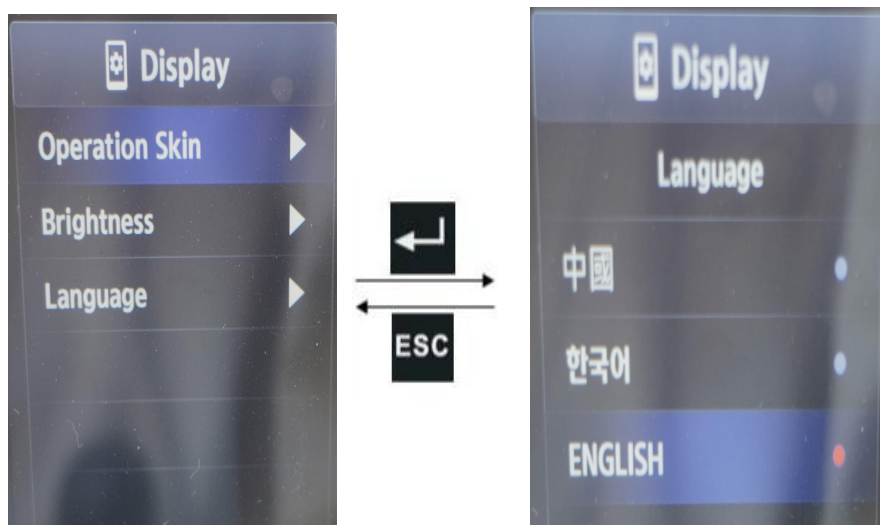 Display
Operation Skin
Brightness
Language
ESC
Display
Language
中國
한국어
ENGLISH